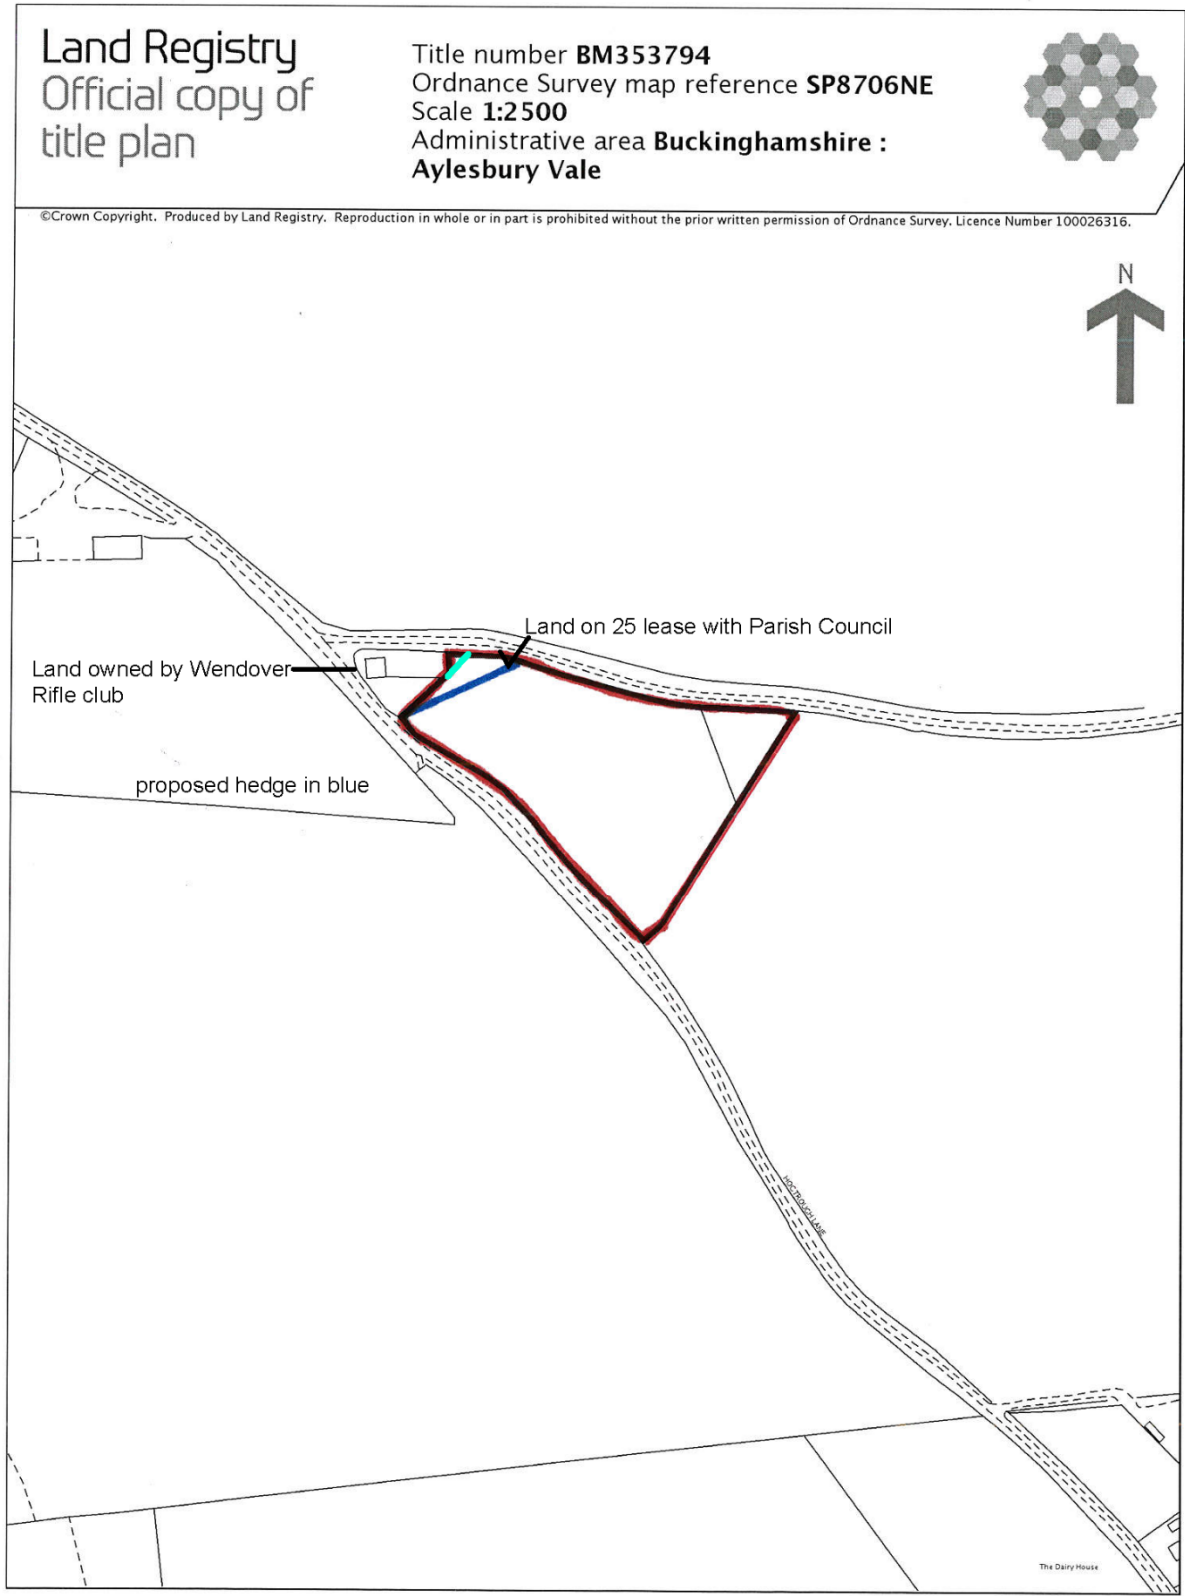 Land Registry
Official copy of
title plan
Title number BM353794
Ordnance Survey map reference SP8706NE
Scale 1:2500
Administrative area Buckinghamshire :
Aylesbury Vale
©Crown Copyright. Produced by Land Registry. Reproduction in whole or in part is prohibited without the prior written permission of Ordnance Survey. Licence Number 100026316.
N
Land on 25 lease with Parish Council
Land owned by Wendover
Rifle club
proposed hedge in blue
HOGTROUGH LANE
The Dairy House